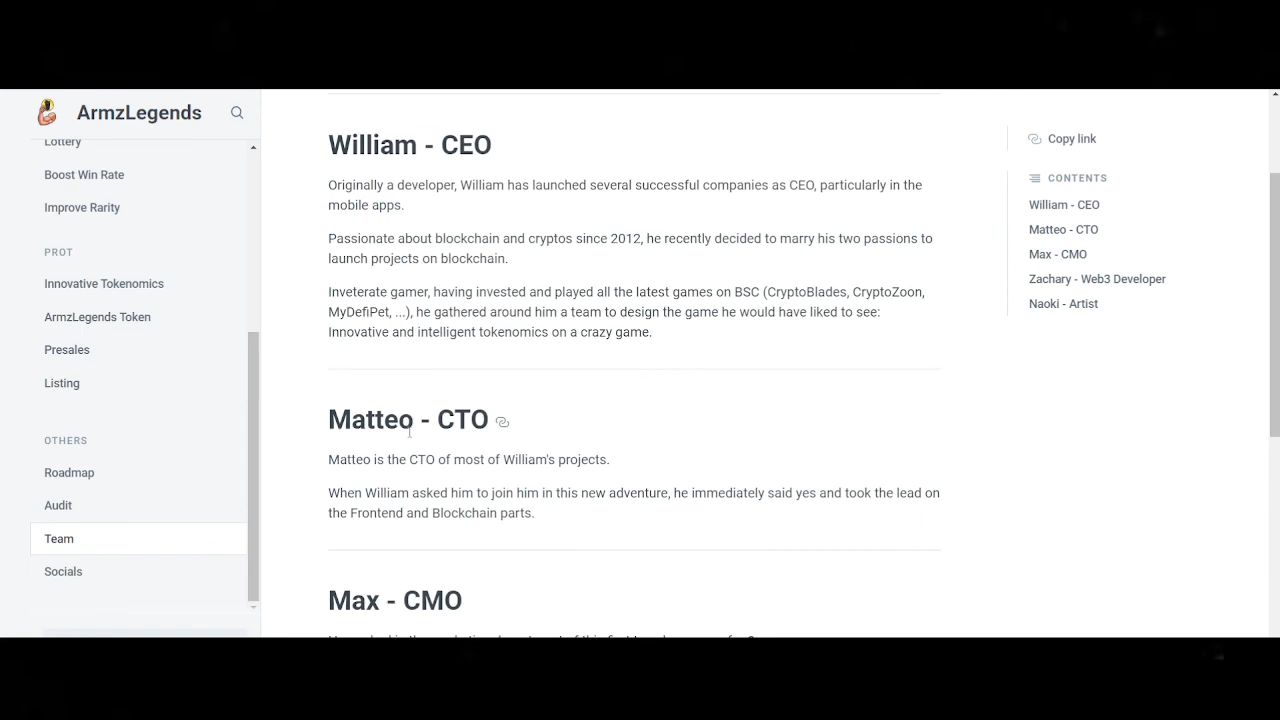 ArmzLegends
Lottery
Boost Win Rate
Improve Rarity
PROT
Innovative Tokenomics
ArmzLegends Token
Presales
Listing
OTHERS
Roadmap
Audit
Team
Socials
William - CEO
Originally a developer, William has launched several successful companies as CEO, particularly in the
mobile apps.
Passionate about blockchain and cryptos since 2012, he recently decided to marry his two passions to
launch projects on blockchain.
Inveterate gamer, having invested and played all the latest games on BSC (CryptoBlades, CryptoZoon,
MyDefiPet, ...), he gathered around him a team to design the game he would have liked to see:
Innovative and intelligent tokenomics on a crazy game.
Matteo - CTO
Matteo is the CTO of most of William's projects.
When William asked him to join him in this new adventure, he immediately said yes and took the lead on
the Frontend and Blockchain parts.
Max - CMO
Copy link
CONTENTS
William - CEO
Matteo - CTO
Max - CMO
Zachary - Web3 Developer
Naoki - Artist